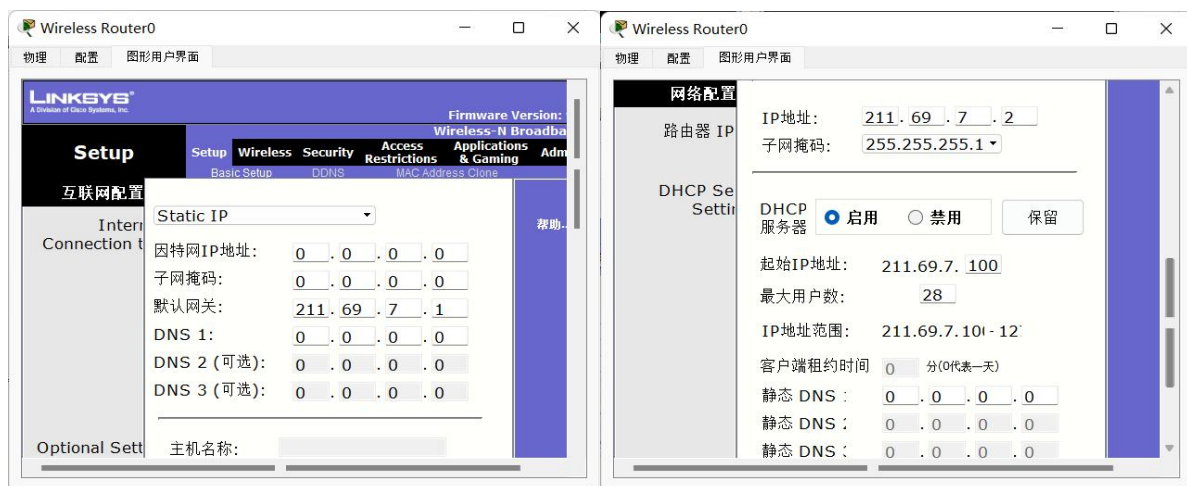 Wireless Router0
物理 配置 图形用户界面
LINKSYS®
A Division of Cisco Systems, Inc.
Firmware Version:
Wireless-N Broadba
Setup
Setup Wireless Security Access Restrictions Applications & Gaming Adm
Basic Setup DDNS MAC Address Clone
互联网配置
Static IP
Intern
Connection t
帮助..
因特网IP地址: 0 . 0 . 0 . 0
子网掩码: 0 . 0 . 0 . 0
默认网关: 211 . 69 . 7 . 1
DNS 1: 0 . 0 . 0 . 0
DNS 2 (可选): 0 . 0 . 0 . 0
DNS 3 (可选): 0 . 0 . 0 . 0
Optional Sett
主机名称:
Wireless Router0
物理 配置 图形用户界面
网络配置
路由器 IP
IP地址: 211 . 69 . 7 . 2
子网掩码: 255.255.255.1
DHCP Se
Settin
DHCP 服务器 启用 禁用 保留
起始IP地址: 211.69.7. 100
最大用户数: 28
IP地址范围: 211.69.7.10 - 12
客户端租约时间 0 分(0代表一天)
静态 DNS 0 . 0 . 0 . 0
静态 DNS 0 . 0 . 0 . 0
静态 DNS 0 . 0 . 0 . 0